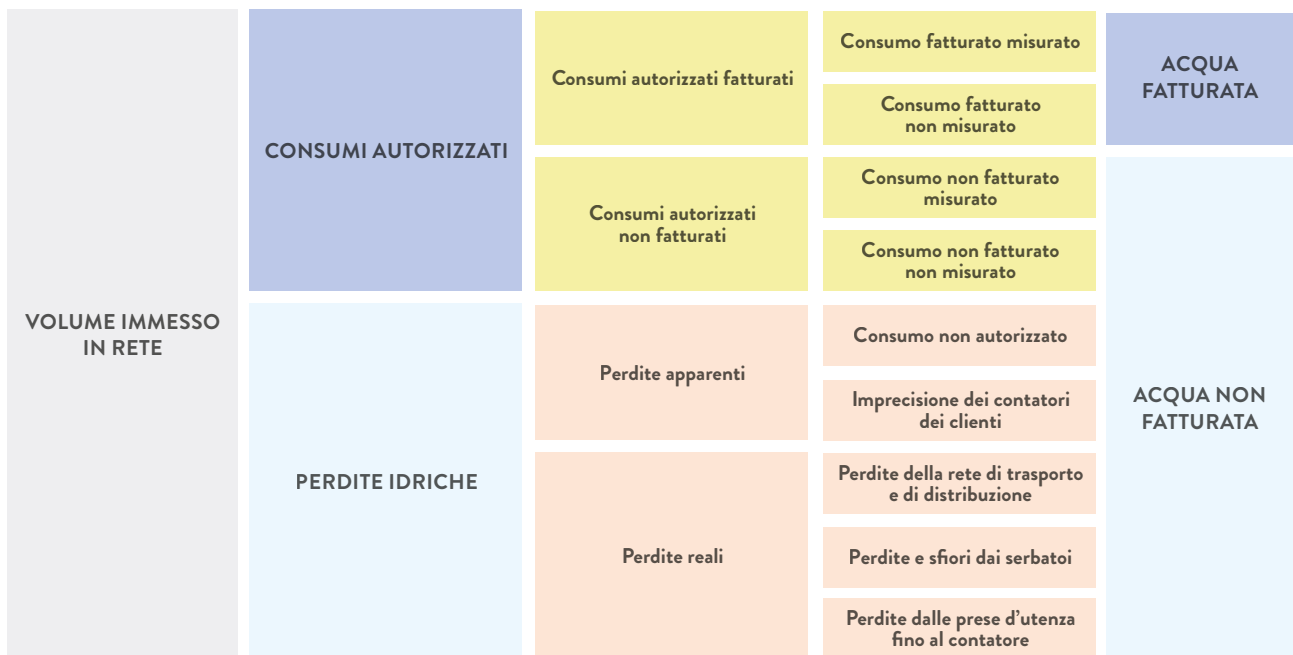 VOLUME IMMESSO
IN RETE
CONSUMI AUTORIZZATI
PERDITE IDRICHE
Consumi autorizzati fatturati
Consumi autorizzati
non fatturati
Perdite apparenti
Perdite reali
Consumo fatturato misurato
Consumo fatturato
non misurato
Consumo non fatturato
misurato
Consumo non fatturato
non misurato
Consumo non autorizzato
Imprecisione dei contatori
dei clienti
Perdite della rete di trasporto
e di distribuzione
Perdite e sfiori dai serbatoi
Perdite dalle prese d’utenza
fino al contatore
ACQUA
FATTURATA
ACQUA NON
FATTURATA